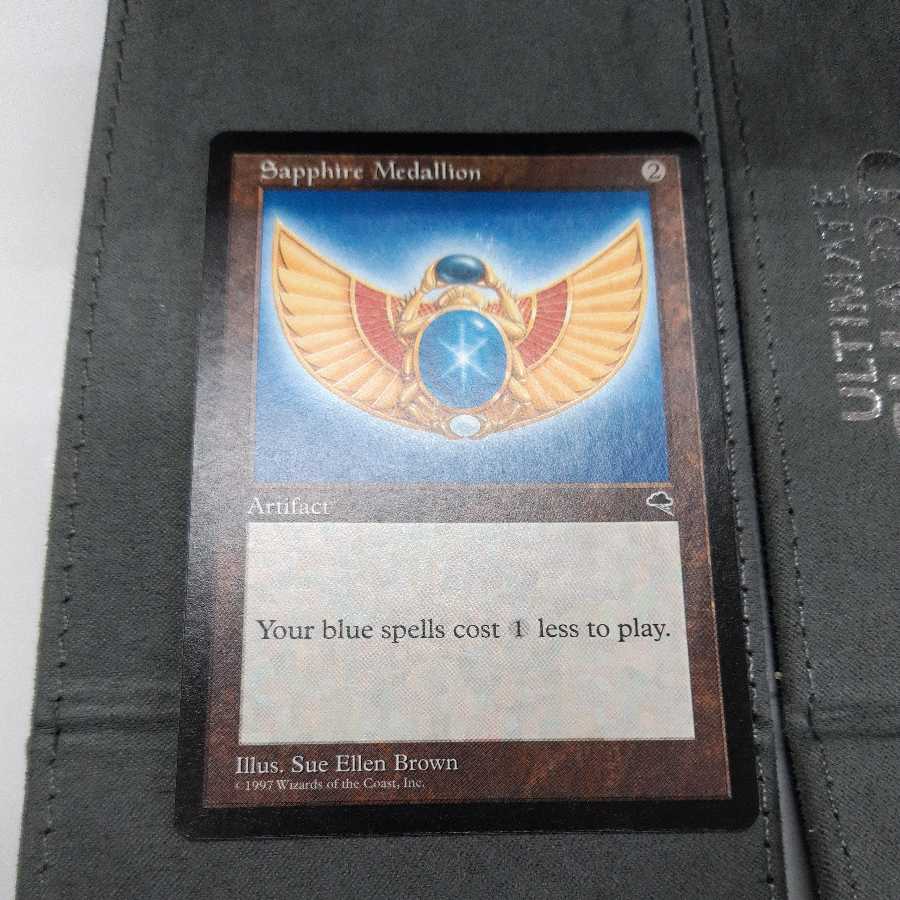 Sapphire Medallion 2
Artifact
Your blue spells cost 1 less to play.
Illus. Sue Ellen Brown
© 1997 Wizards of the Coast, Inc.
ULTIMATE
GUARD